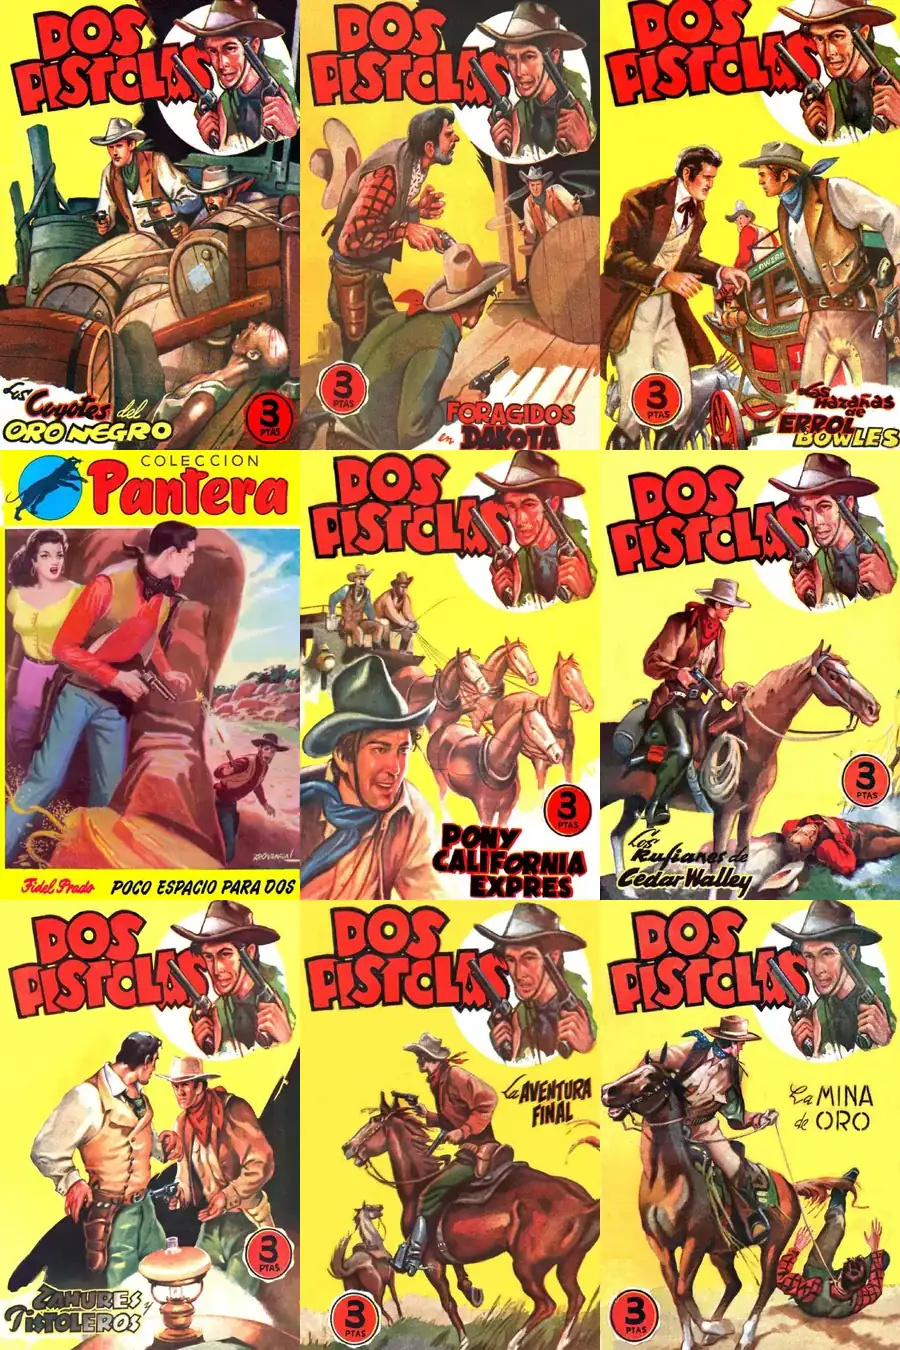 DOS
PISTOLAS
Los Coyotes del
ORO NEGRO
3
PTAS
DOS
PISTOLAS
3
PTAS
FORAGIDOS
en DAKOTA
DOS
PISTOLAS
3
PTAS
Las Hazañas
de
ERROL
BOWLES
COLECCION
Pantera
Fidel Prado POCO ESPACIO PARA DOS
DOS
PISTOLAS
3
PTAS
PONY
CALIFORNIA
EXPRES
DOS
PISTOLAS
3
PTAS
Los
Rufianes de
Cedar Walley
DOS
PISTOLAS
3
PTAS
ZAHURES y
PISTOLEROS
DOS
PISTOLAS
La AVENTURA
FINAL
3
PTAS
DOS
PISTOLAS
La MINA
de ORO
3
PTAS